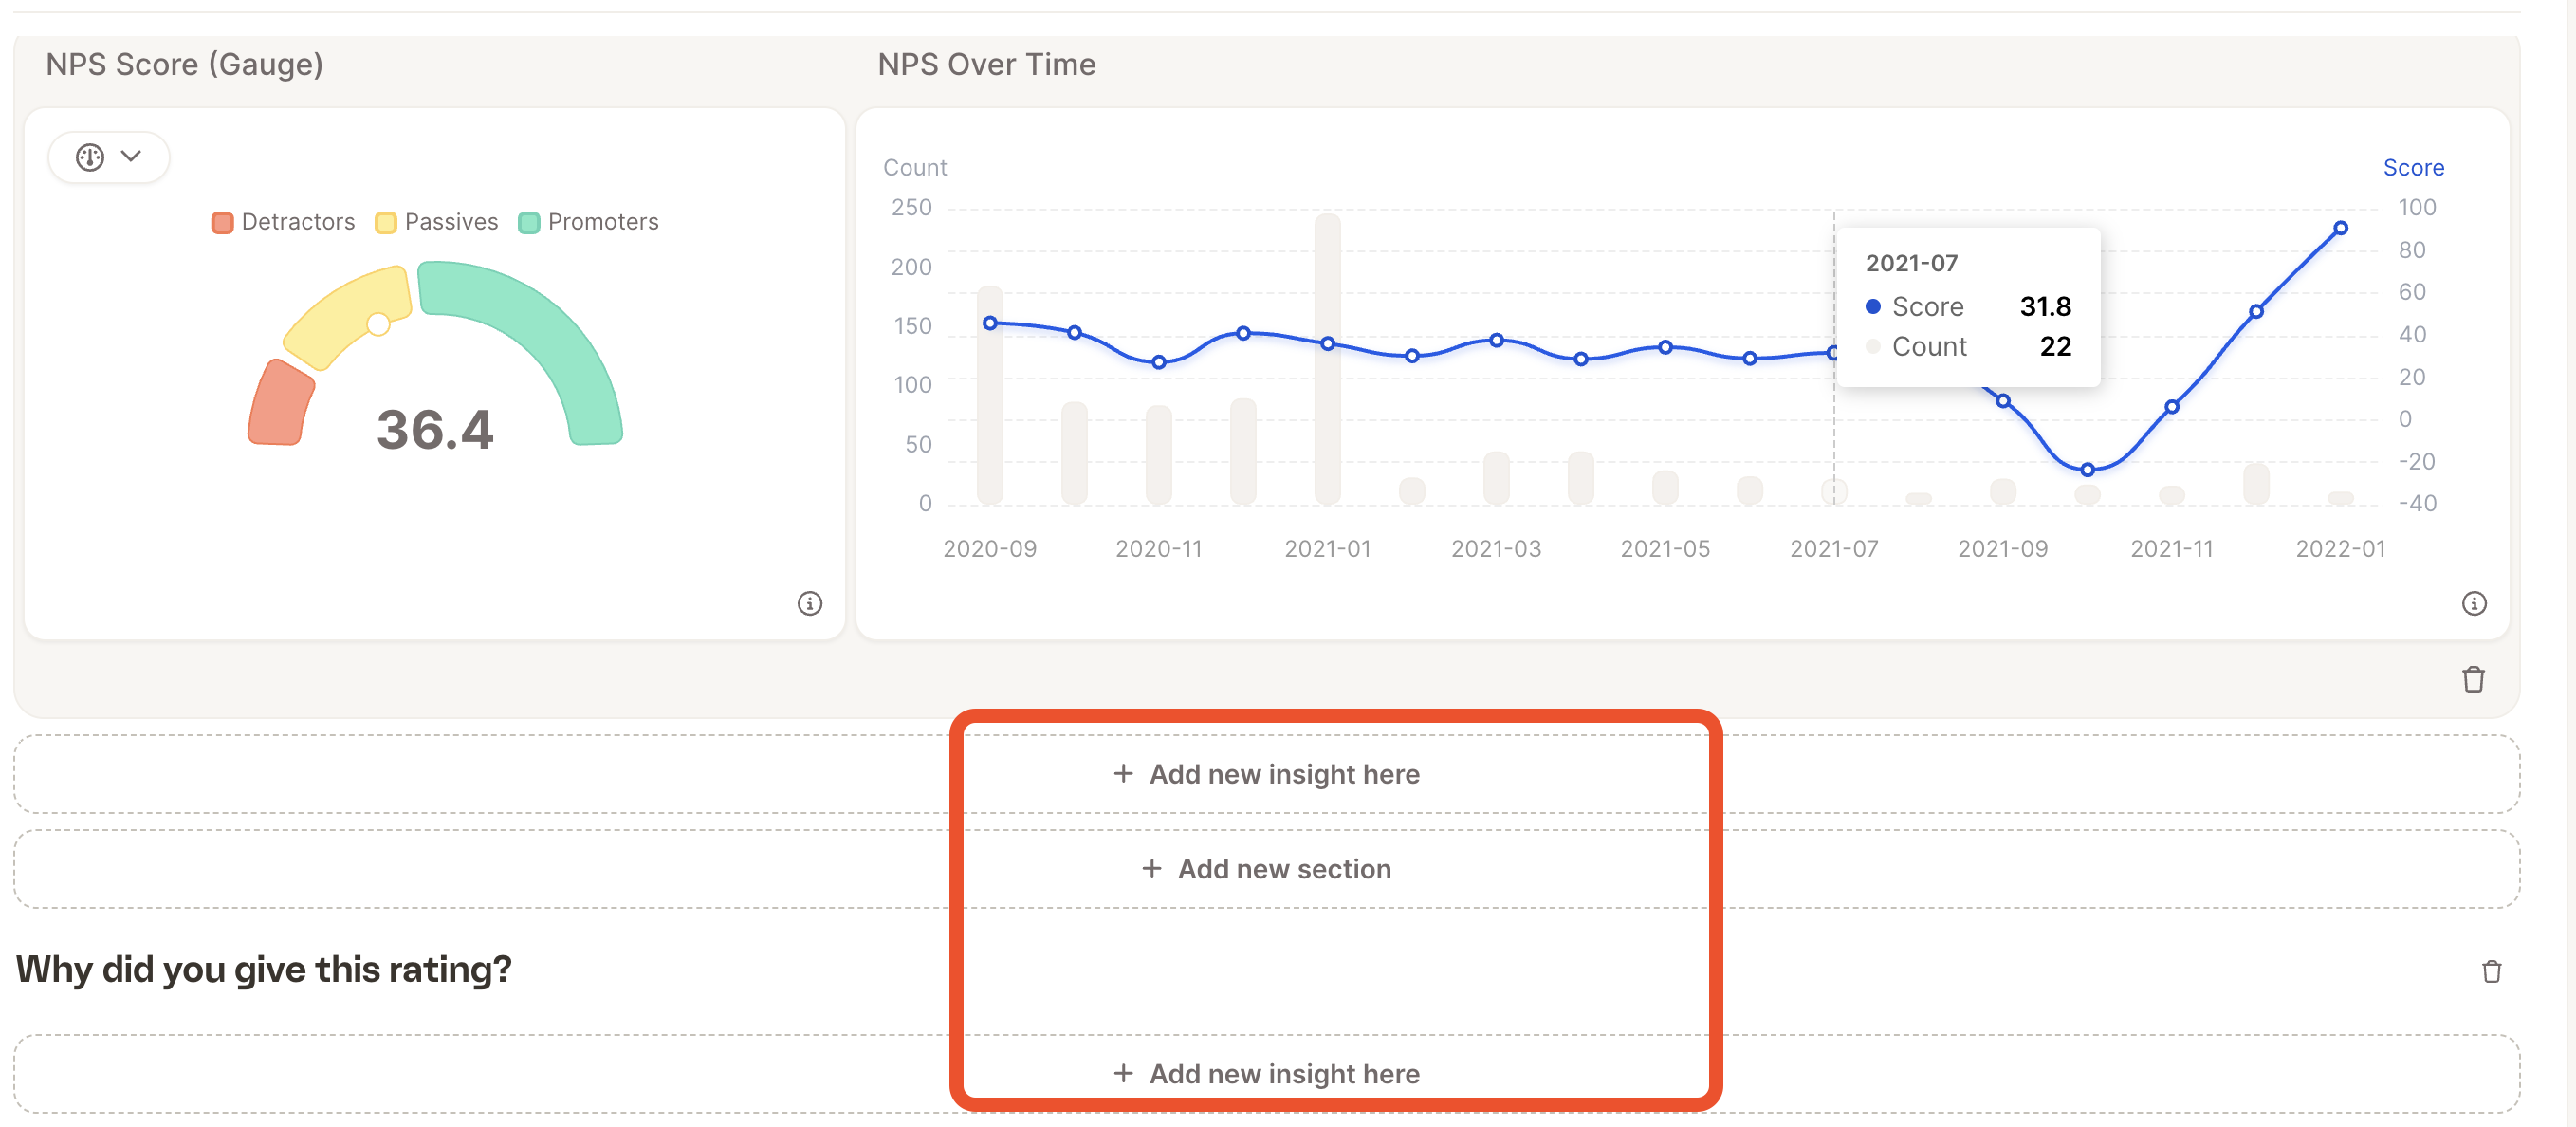 NPS Score (Gauge)
NPS Over Time
Detractors Passives Promoters
36.4
Count
Score
250
200
150
100
50
0
100
80
60
40
20
0
-20
-40
2021-07
Score 31.8
Count 22
2020-09 2020-11 2021-01 2021-03 2021-05 2021-07 2021-09 2021-11 2022-01
+ Add new insight here
+ Add new section
Why did you give this rating?
+ Add new insight here